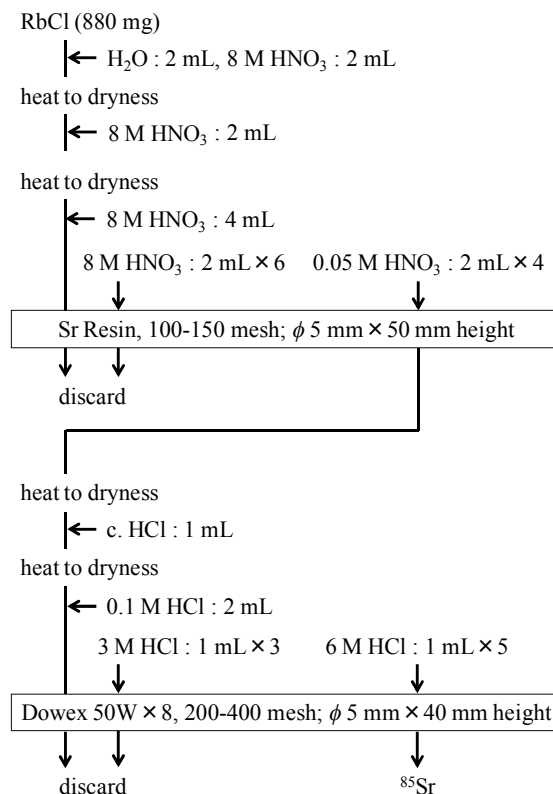 RbCl (880 mg)
H₂O : 2 mL, 8 M HNO₃ : 2 mL
heat to dryness
8 M HNO₃ : 2 mL
heat to dryness
8 M HNO₃ : 4 mL
8 M HNO₃ : 2 mL × 6 0.05 M HNO₃ : 2 mL × 4
Sr Resin, 100-150 mesh; ϕ 5 mm × 50 mm height
discard
heat to dryness
c. HCl : 1 mL
heat to dryness
0.1 M HCl : 2 mL
3 M HCl : 1 mL × 3 6 M HCl : 1 mL × 5
Dowex 50W × 8, 200-400 mesh; ϕ 5 mm × 40 mm height
discard ⁸⁵Sr